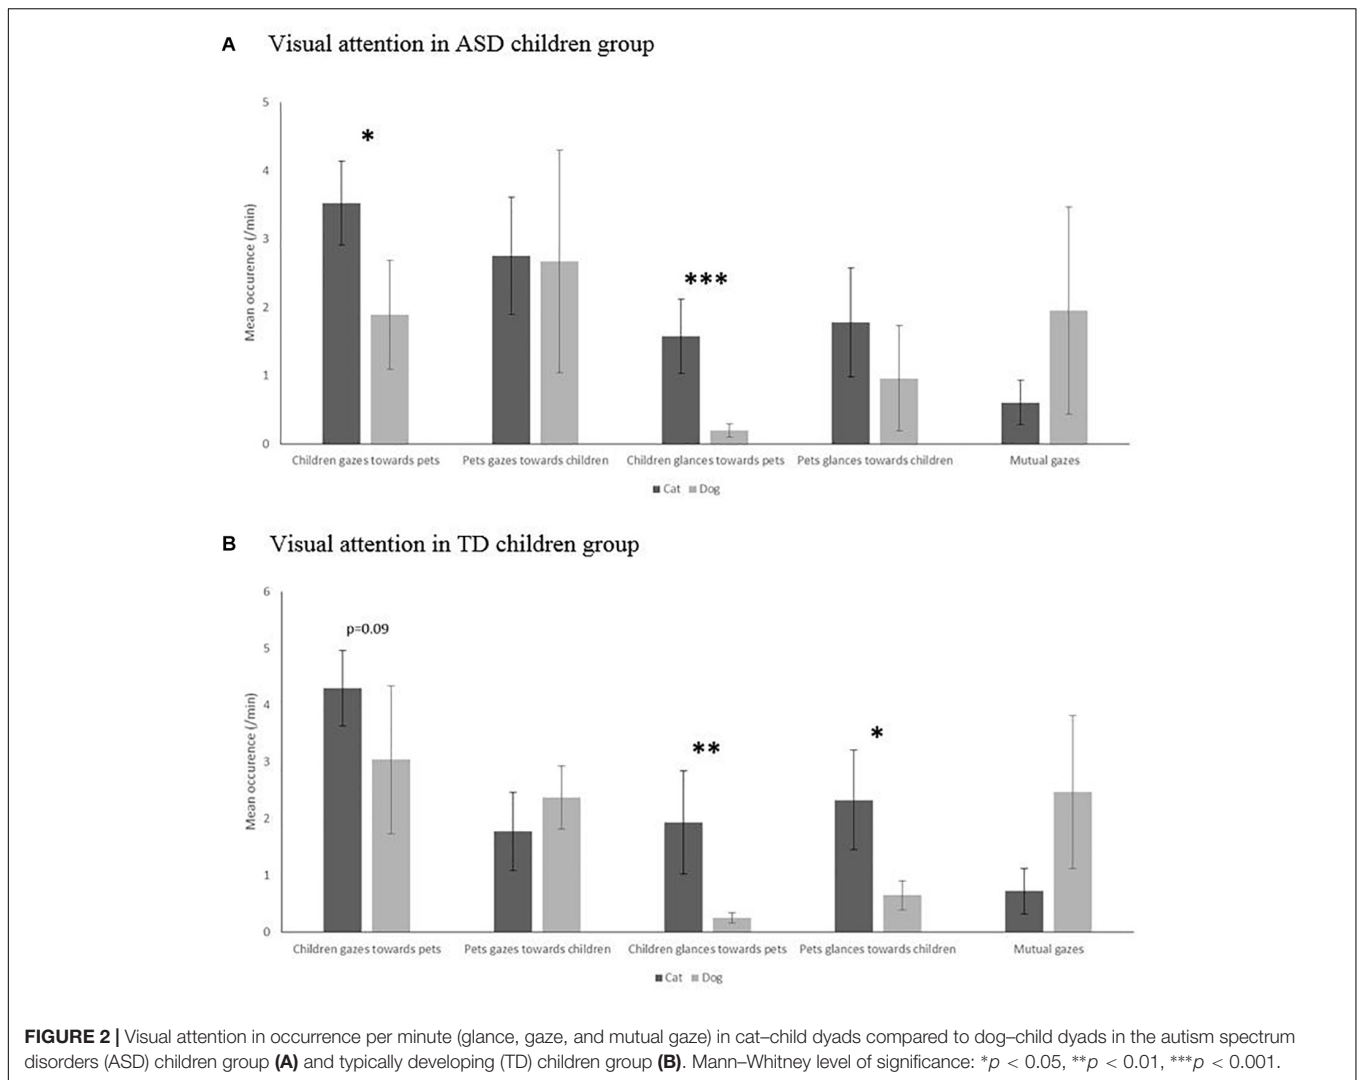 A Visual attention in ASD children group
5
4
3
2
1
0
Mean occurence (/min)
*
***
Children gazes towards pets Pets gazes towards children Children glances towards pets Pets glances towards children Mutual gazes
Cat Dog
B Visual attention in TD children group
6
5
4
3
2
1
0
Mean occurence (/min)
p=0.09
**
*
Children gazes towards pets Pets gazes towards children Children glances towards pets Pets glances towards children Mutual gazes
Cat Dog
FIGURE 2 | Visual attention in occurrence per minute (glance, gaze, and mutual gaze) in cat–child dyads compared to dog–child dyads in the autism spectrum
disorders (ASD) children group (A) and typically developing (TD) children group (B). Mann–Whitney level of significance: *p < 0.05, **p < 0.01, ***p < 0.001.